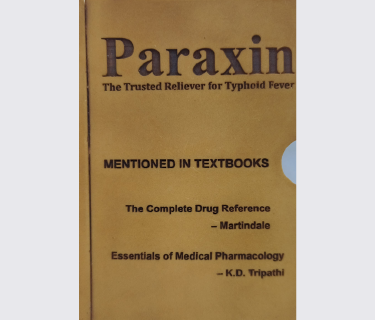 Paraxin
The Trusted Reliever for Typhoid Fever
MENTIONED IN TEXTBOOKS
The Complete Drug Reference
– Martindale
Essentials of Medical Pharmacology
– K.D. Tripathi